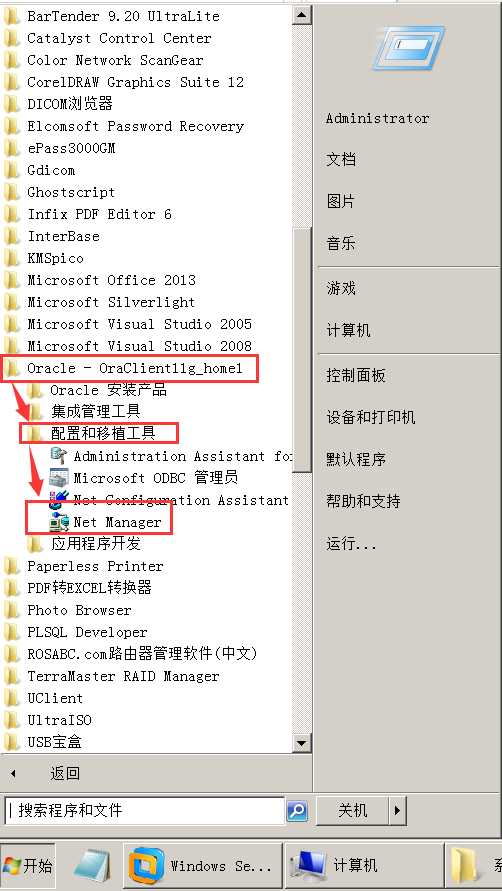 BarTender 9.20 UltraLite
Catalyst Control Center
Color Network ScanGear
CorelDRAW Graphics Suite 12
DICOM浏览器
Elcomsoft Password Recovery
ePass3000GM
Gdicom
Ghostscript
Infix PDF Editor 6
InterBase
KMSpico
Microsoft Office 2013
Microsoft Silverlight
Microsoft Visual Studio 2005
Microsoft Visual Studio 2008
Oracle - OraClient11g_home1
Oracle 安装产品
集成管理工具
配置和移植工具
Administration Assistant fo
Microsoft ODBC 管理员
Net Configuration Assistant
Net Manager
应用程序开发
Paperless Printer
PDF转EXCEL转换器
Photo Browser
PLSQL Developer
ROSABC.com路由器管理软件(中文)
TerraMaster RAID Manager
UClient
UltraISO
USB宝盒
返回
搜索程序和文件
Administrator
文档
图片
音乐
游戏
计算机
控制面板
设备和打印机
默认程序
帮助和支持
运行...
关机
开始
Windows Se...
计算机